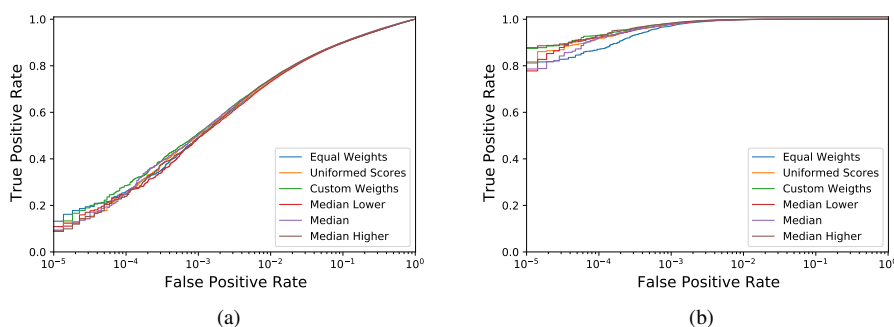 1.0
0.8
0.6
0.4
0.2
0.0
True Positive Rate
Equal Weights
Uniformed Scores
Custom Weigths
Median Lower
Median
Median Higher
10⁻⁵ 10⁻⁴ 10⁻³ 10⁻² 10⁻¹ 10⁰
False Positive Rate
(a)
1.0
0.8
0.6
0.4
0.2
0.0
True Positive Rate
Equal Weights
Uniformed Scores
Custom Weigths
Median Lower
Median
Median Higher
10⁻⁵ 10⁻⁴ 10⁻³ 10⁻² 10⁻¹ 10⁰
False Positive Rate
(b)